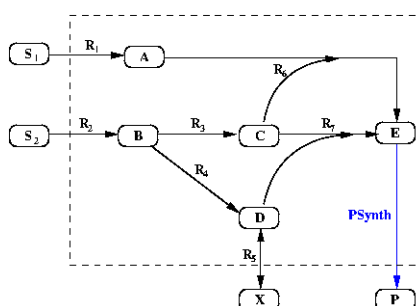 S1 R1 A
R6
S2 R2 B R3 C R7 E
R4
D
PSynth
R5
X P